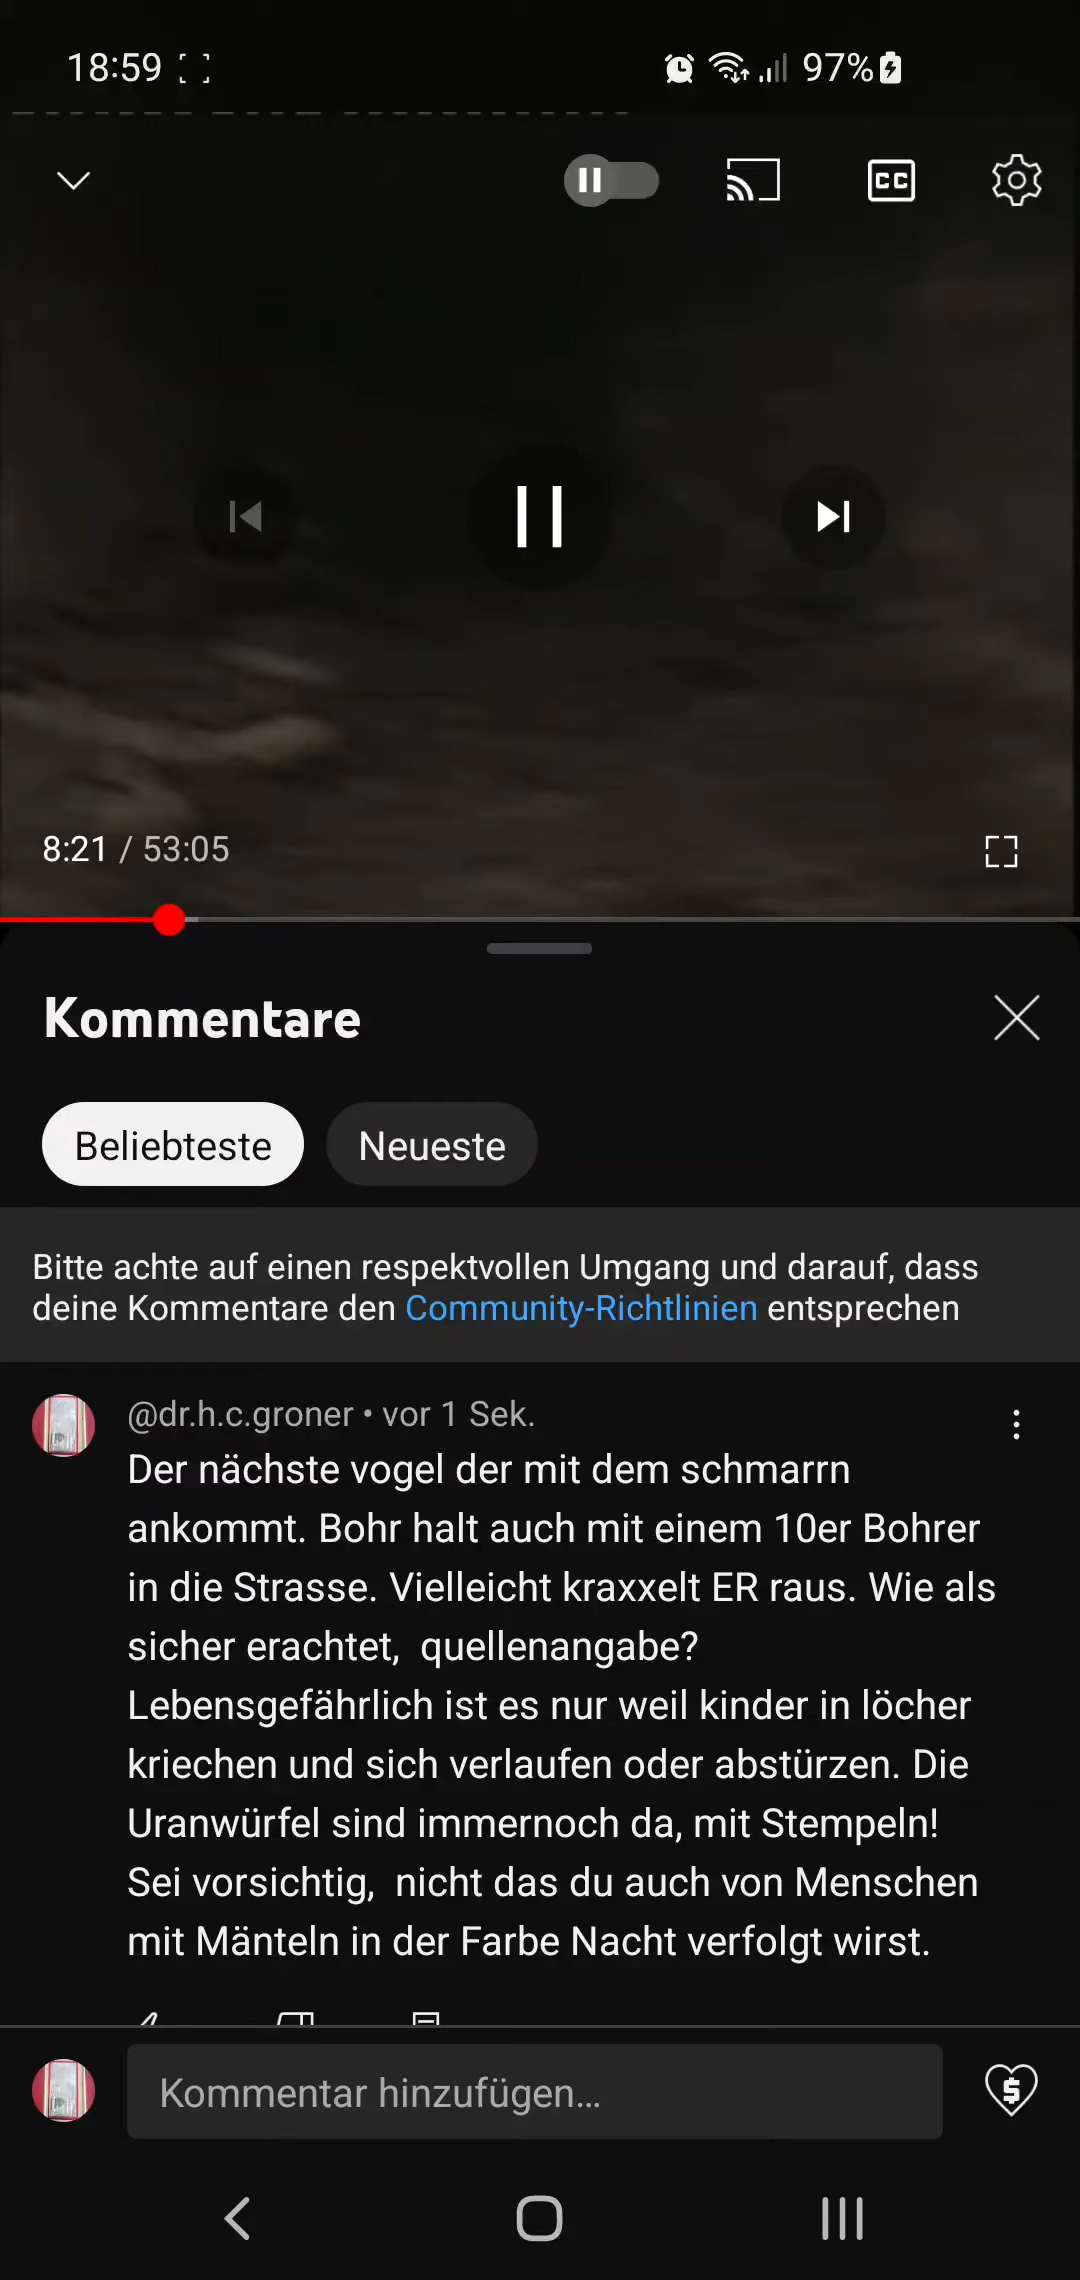 18:59 97%
CC
8:21 / 53:05
Kommentare
Beliebteste Neueste
Bitte achte auf einen respektvollen Umgang und darauf, dass
deine Kommentare den Community-Richtlinien entsprechen
@dr.h.c.groner • vor 1 Sek.
Der nächste vogel der mit dem schmarrn
ankommt. Bohr halt auch mit einem 10er Bohrer
in die Strasse. Vielleicht kraxxelt ER raus. Wie als
sicher erachtet,  quellenangabe?
Lebensgefährlich ist es nur weil kinder in löcher
kriechen und sich verlaufen oder abstürzen. Die
Uranwürfel sind immernoch da, mit Stempeln!
Sei vorsichtig,  nicht das du auch von Menschen
mit Mänteln in der Farbe Nacht verfolgt wirst.
Kommentar hinzufügen...
$